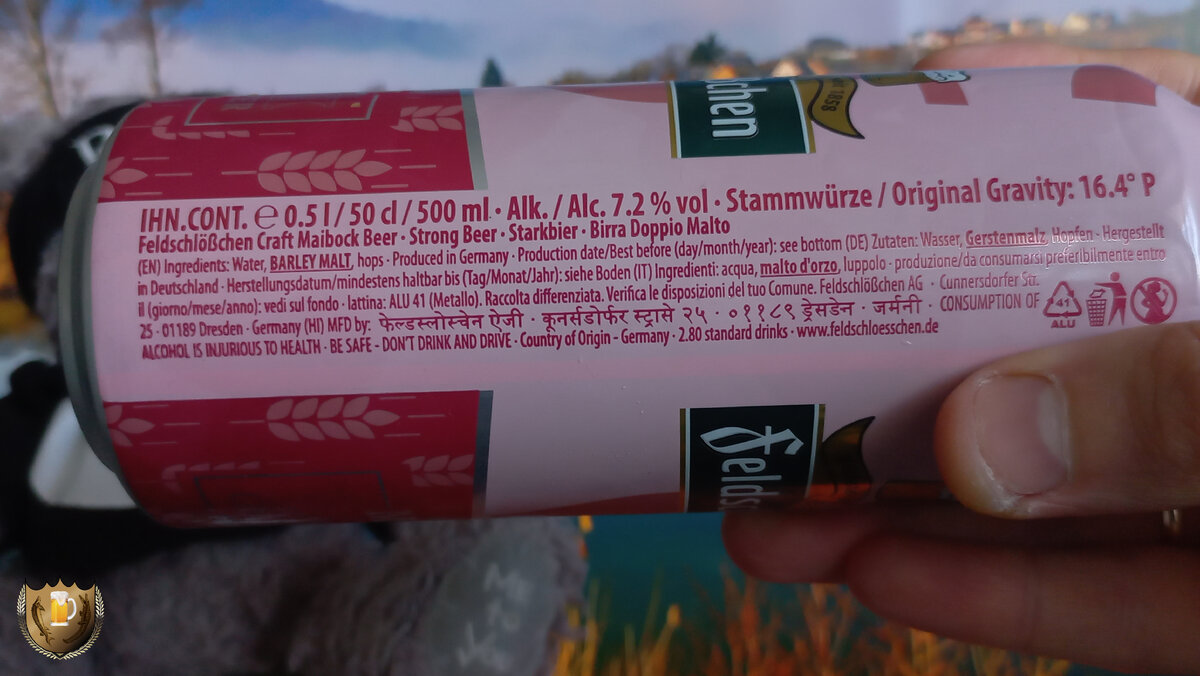 chen
1858
IHN.CONT. ℮ 0.5 l / 50 cl / 500 ml · Alk. / Alc. 7.2 % vol · Stammwürze / Original Gravity: 16.4° P
Feldschlößchen Craft Maibock Beer · Strong Beer · Starkbier · Birra Doppio Malto
(EN) Ingredients: Water, BARLEY MALT, hops · Produced in Germany · Production date/Best before (day/month/year): see bottom (DE) Zutaten: Wasser, Gerstenmalz, Hopfen · Hergestellt
in Deutschland · Herstellungsdatum/mindestens haltbar bis (Tag/Monat/Jahr): siehe Boden (IT) Ingredienti: acqua, malto d'orzo, luppolo · produzione/da consumarsi preferibilmente entro
il (giorno/mese/anno): vedi sul fondo · lattina: ALU 41 (Metallo). Raccolta differenziata. Verifica le disposizioni del tuo Comune. Feldschlößchen AG · Cunnersdorfer Str.
25 · 01189 Dresden · Germany (HI) MFD by: फेल्डस्लोस्चेन ऐजी · कूनर्सडोर्फर स्ट्रासे २५ · ०११८९ ड्रेसडेन · जर्मनी · CONSUMPTION OF
ALCOHOL IS INJURIOUS TO HEALTH · BE SAFE - DON'T DRINK AND DRIVE · Country of Origin - Germany · 2.80 standard drinks · www.feldschloesschen.de
41
ALU
Felds